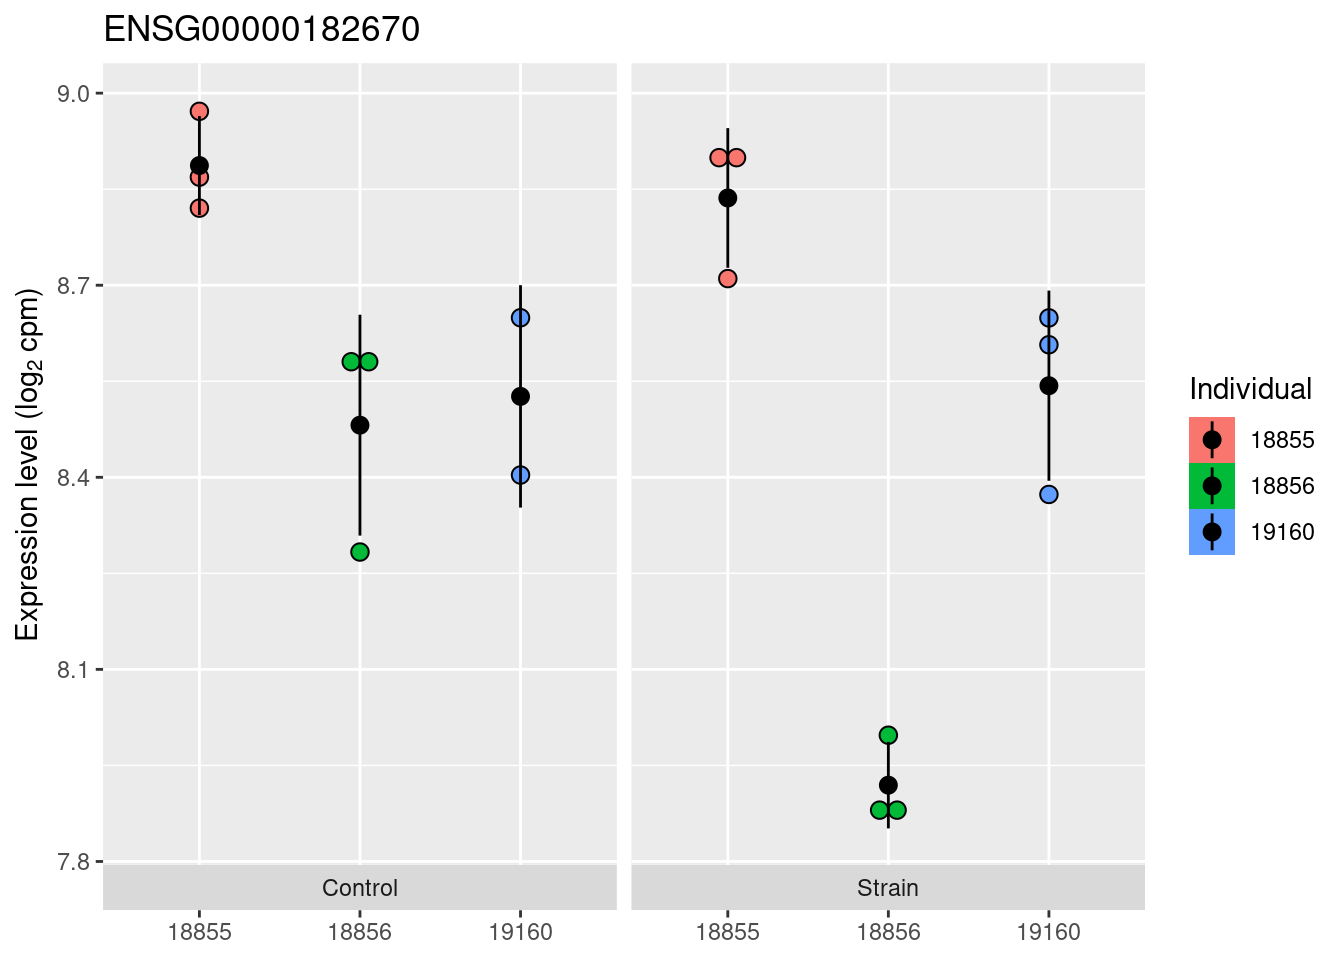 ENSG00000182670
Expression level (log₂ cpm)
9.0
8.7
8.4
8.1
7.8
Control
Strain
18855
18856
19160
18855
18856
19160
Individual
18855
18856
19160